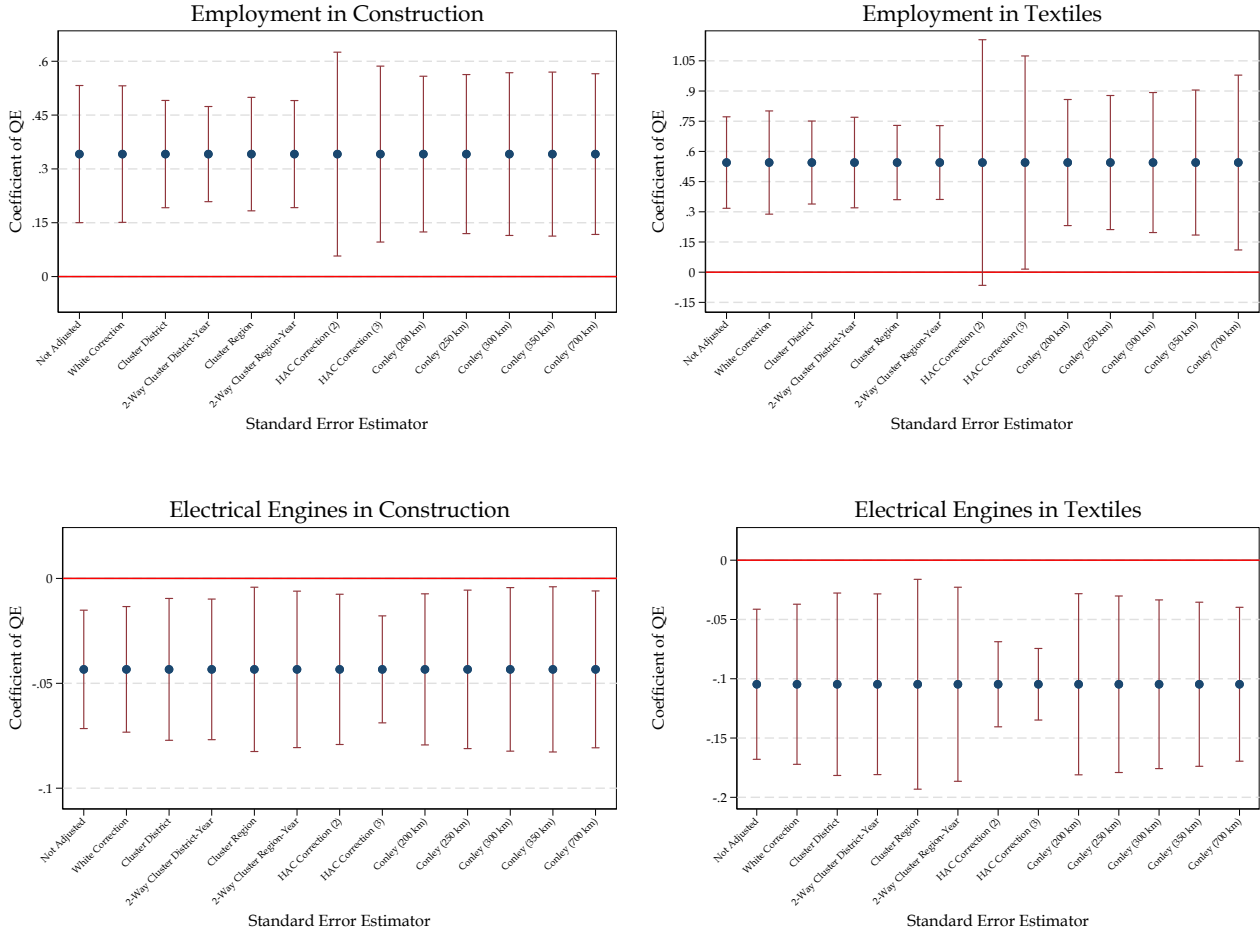 Employment in Construction
Coefficient of QE
.6
.45
.3
.15
0
Not Adjusted
White Correction
Cluster District
2-Way Cluster District-Year
Cluster Region
2-Way Cluster Region-Year
HAC Correction (2)
HAC Correction (3)
Conley (200 km)
Conley (250 km)
Conley (300 km)
Conley (350 km)
Conley (700 km)
Standard Error Estimator
Employment in Textiles
Coefficient of QE
1.05
.9
.75
.6
.45
.3
.15
0
-.15
Not Adjusted
White Correction
Cluster District
2-Way Cluster District-Year
Cluster Region
2-Way Cluster Region-Year
HAC Correction (2)
HAC Correction (3)
Conley (200 km)
Conley (250 km)
Conley (300 km)
Conley (350 km)
Conley (700 km)
Standard Error Estimator
Electrical Engines in Construction
Coefficient of QE
0
-.05
-.1
Not Adjusted
White Correction
Cluster District
2-Way Cluster District-Year
Cluster Region
2-Way Cluster Region-Year
HAC Correction (2)
HAC Correction (3)
Conley (200 km)
Conley (250 km)
Conley (300 km)
Conley (350 km)
Conley (700 km)
Standard Error Estimator
Electrical Engines in Textiles
Coefficient of QE
0
-.05
-.1
-.15
-.2
Not Adjusted
White Correction
Cluster District
2-Way Cluster District-Year
Cluster Region
2-Way Cluster Region-Year
HAC Correction (2)
HAC Correction (3)
Conley (200 km)
Conley (250 km)
Conley (300 km)
Conley (350 km)
Conley (700 km)
Standard Error Estimator